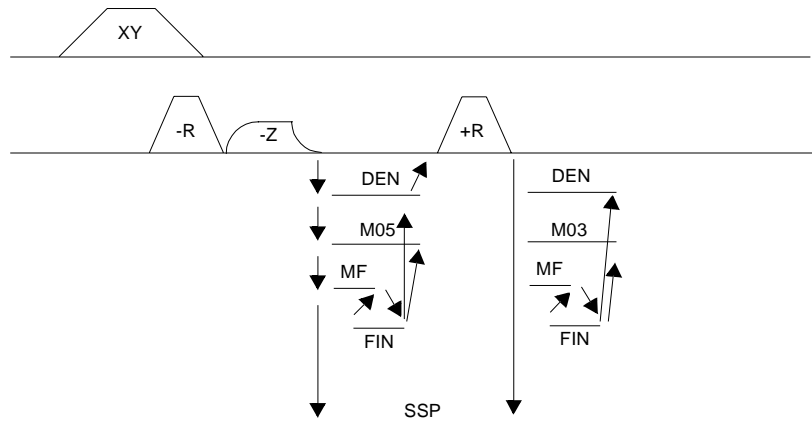 XY
-R
-Z
+R
DEN
DEN
M05
M03
MF
MF
FIN
FIN
SSP